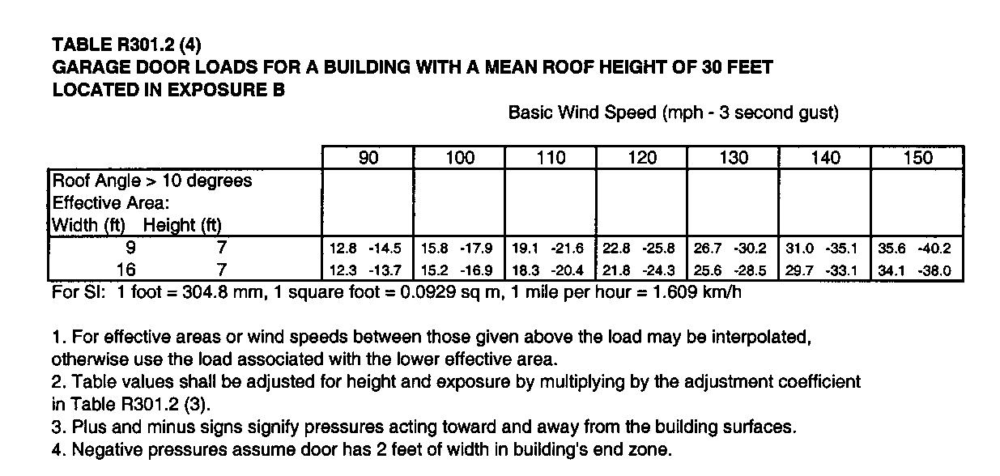 TABLE R301.2 (4)
GARAGE DOOR LOADS FOR A BUILDING WITH A MEAN ROOF HEIGHT OF 30 FEET
LOCATED IN EXPOSURE B
Basic Wind Speed (mph - 3 second gust)
90 100 110 120 130 140 150
Roof Angle > 10 degrees
Effective Area:
Width (ft) Height (ft)
9 7 12.8 -14.5 15.8 -17.9 19.1 -21.6 22.8 -25.8 26.7 -30.2 31.0 -35.1 35.6 -40.2
16 7 12.3 -13.7 15.2 -16.9 18.3 -20.4 21.8 -24.3 25.6 -28.5 29.7 -33.1 34.1 -38.0
For SI: 1 foot = 304.8 mm, 1 square foot = 0.0929 sq m, 1 mile per hour = 1.609 km/h
1. For effective areas or wind speeds between those given above the load may be interpolated,
otherwise use the load associated with the lower effective area.
2. Table values shall be adjusted for height and exposure by multiplying by the adjustment coefficient
in Table R301.2 (3).
3. Plus and minus signs signify pressures acting toward and away from the building surfaces.
4. Negative pressures assume door has 2 feet of width in building's end zone.